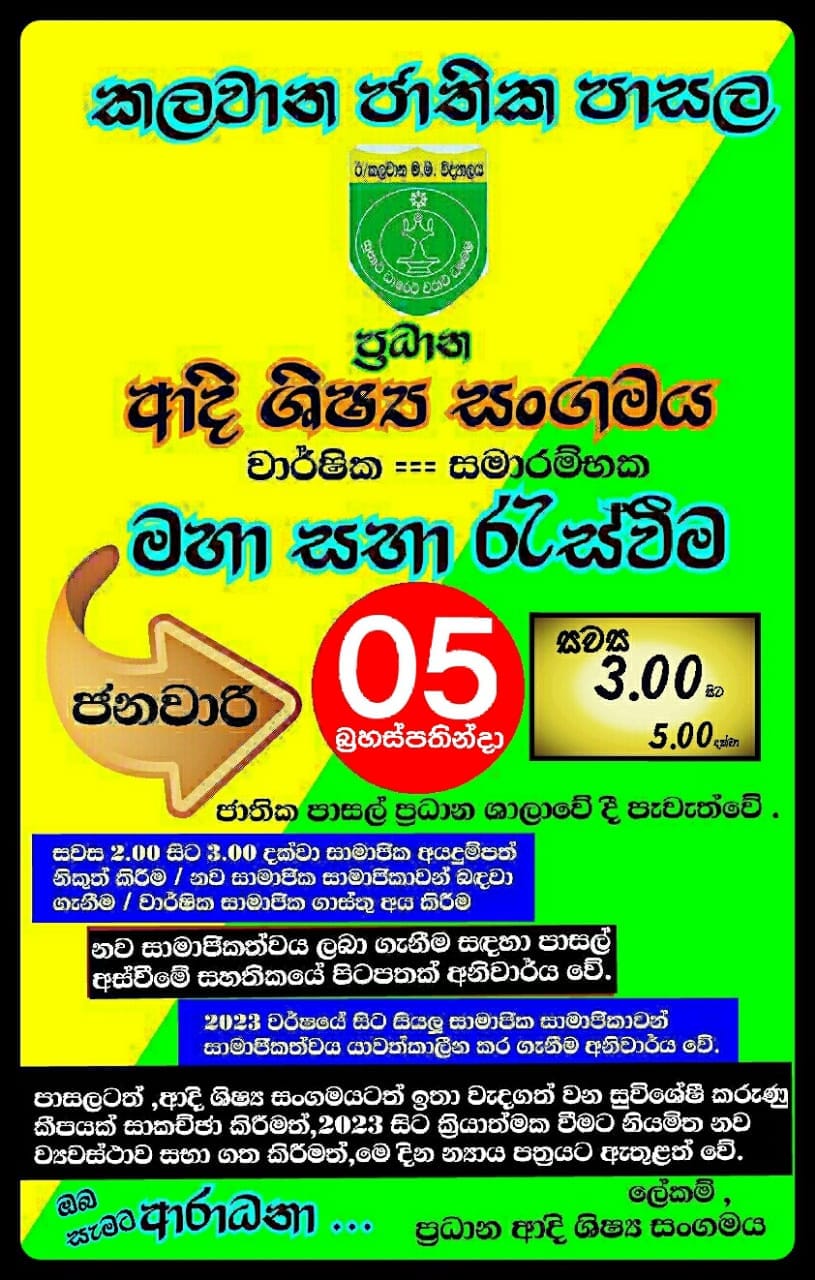 කලවාන ජාතික පාසල
ර/කලවාන ම.ම. විද්‍යාලය
ප්‍රධාන
ආදි ශිෂ්‍ය සංගමය
වාර්ෂික === සමාරම්භක
මහා සභා රැස්වීම
ජනවාරි
05
බ්‍රහස්පතින්දා
සවස
3.00 සිට
5.00 දක්වා
ජාතික පාසල් ප්‍රධාන ශාලාවේ දී පැවැත්වේ .
සවස 2.00 සිට 3.00 දක්වා සාමාජික අයදුම්පත්
නිකුත් කිරීම / නව සාමාජික සාමාජිකාවන් බඳවා
ගැනීම / වාර්ෂික සාමාජික ගාස්තු අය කිරීම
නව සාමාජිකත්වය ලබා ගැනීම සඳහා පාසල්
අස්වීමේ සහතිකයේ පිටපතක් අනිවාර්ය වේ.
2023 වර්ෂයේ සිට සියලු සාමාජික සාමාජිකාවන්
සාමාජිකත්වය යාවත්කාලීන කර ගැනීම අනිවාර්ය වේ.
පාසලටත් ,ආදි ශිෂ්‍ය සංගමයටත් ඉතා වැදගත් වන සුවිශේෂී කරුණු
කීපයක් සාකච්ඡා කිරීමත්,2023 සිට ක්‍රියාත්මක වීමට නියමිත නව
ව්‍යවස්ථාව සභා ගත කිරීමත්,මෙ දින න්‍යාය පත්‍රයට ඇතුළත් වේ.
ඔබ
සැමට ආරාධනා ...
ලේකම් ,
ප්‍රධාන ආදි ශිෂ්‍ය සංගමය